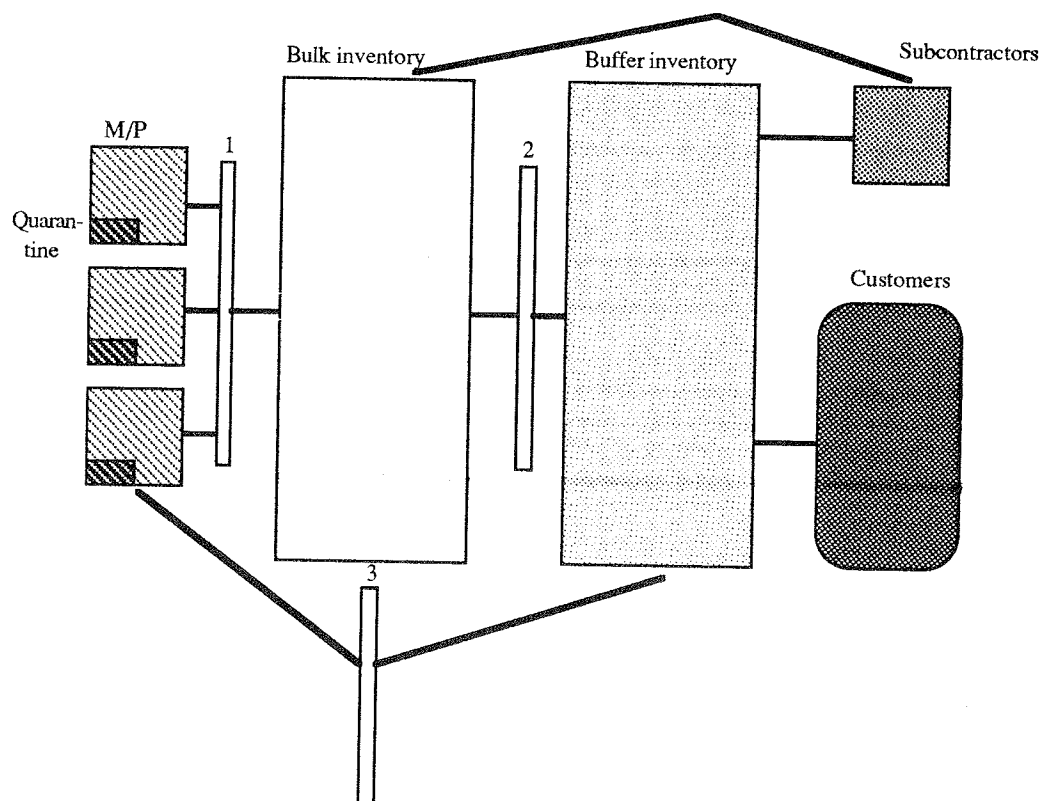 Bulk inventory
Buffer inventory
Subcontractors
M/P
1
2
Quaran-
tine
Customers
3